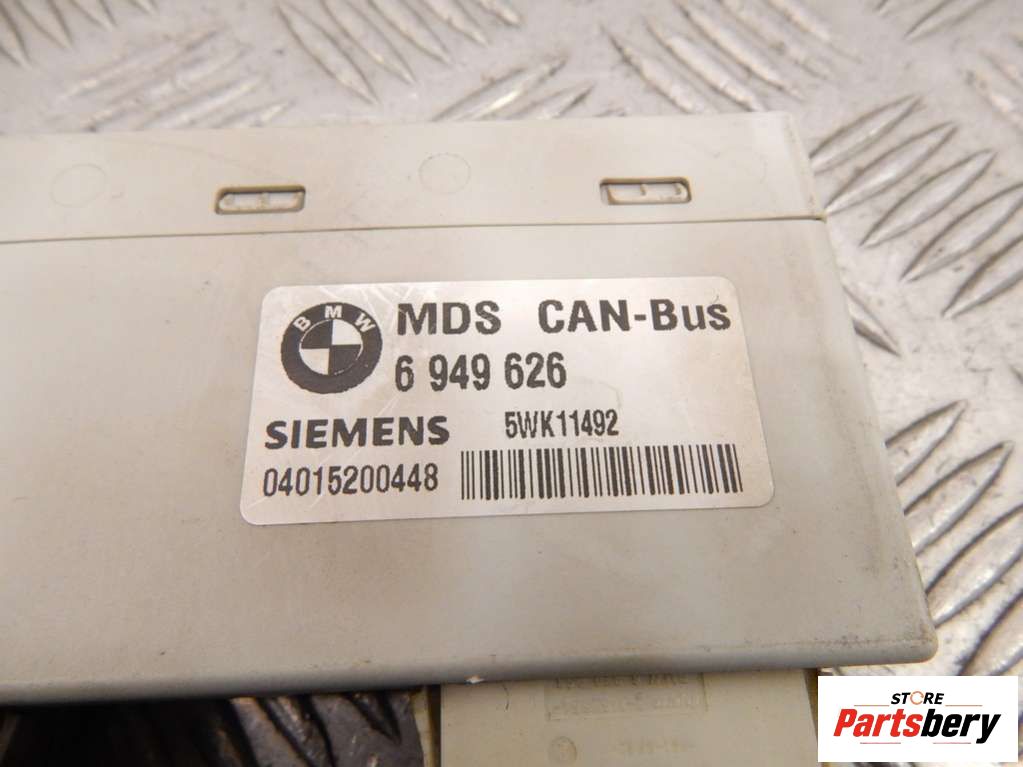 BMW
MDS CAN-Bus
6 949 626
SIEMENS 5WK11492
04015200448
STORE
Partsbery